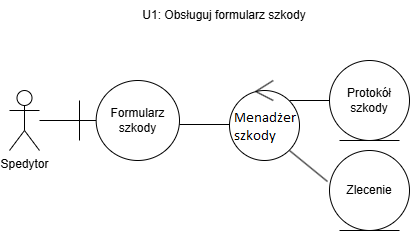 U1: Obsługuj formularz szkody
Formularz
szkody
Menadżer
szkody
Protokół
szkody
Spedytor
Zlecenie